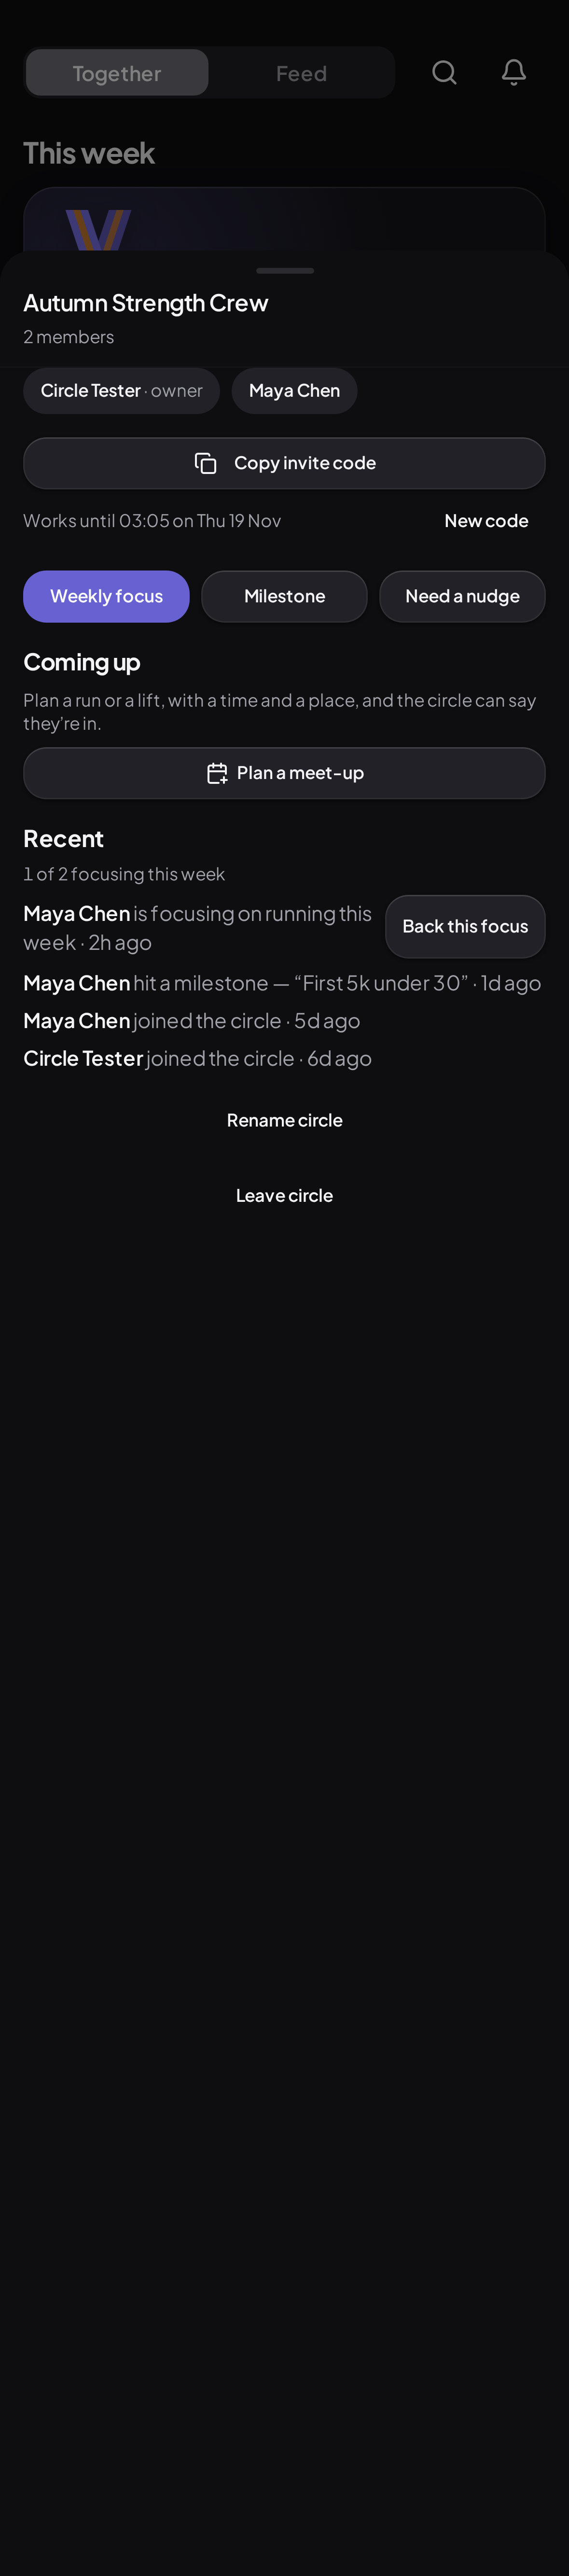 Together
Feed
This week
Autumn Strength Crew
2 members
Circle Tester · owner
Maya Chen
Copy invite code
Works until 03:05 on Thu 19 Nov
New code
Weekly focus
Milestone
Need a nudge
Coming up
Plan a run or a lift, with a time and a place, and the circle can say
they’re in.
Plan a meet-up
Recent
1 of 2 focusing this week
Maya Chen is focusing on running this
week · 2h ago
Back this focus
Maya Chen hit a milestone — “First 5k under 30” · 1d ago
Maya Chen joined the circle · 5d ago
Circle Tester joined the circle · 6d ago
Rename circle
Leave circle